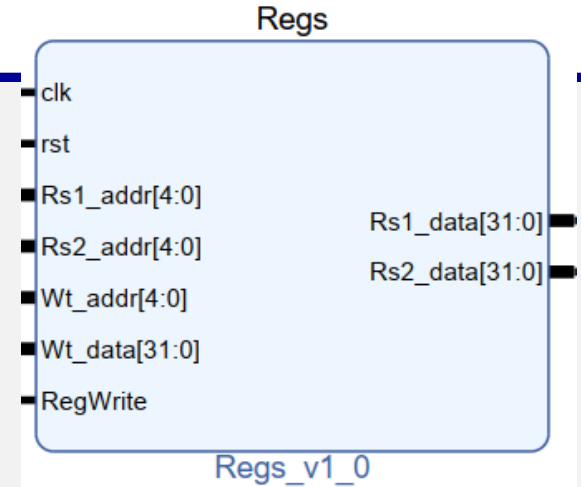 Regs
clk
rst
Rs1_addr[4:0]
Rs2_addr[4:0]
Wt_addr[4:0]
Wt_data[31:0]
RegWrite
Rs1_data[31:0]
Rs2_data[31:0]
Regs_v1_0